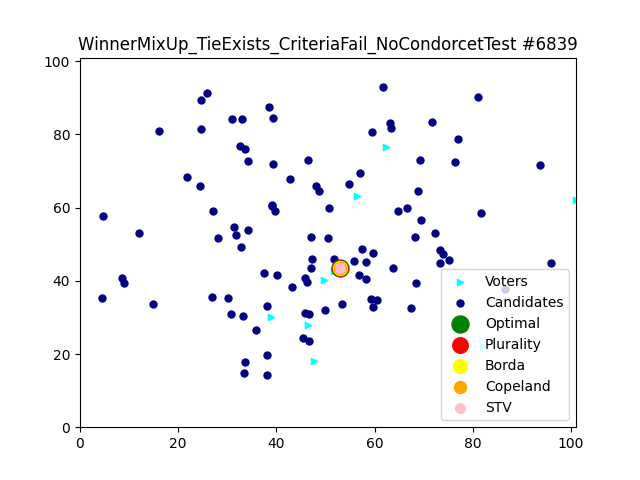 WinnerMixUp_TieExists_CriteriaFail_NoCondorcetTest #6839
100
80
60
40
20
0
0
20
40
60
80
100
Voters
Candidates
Optimal
Plurality
Borda
Copeland
STV